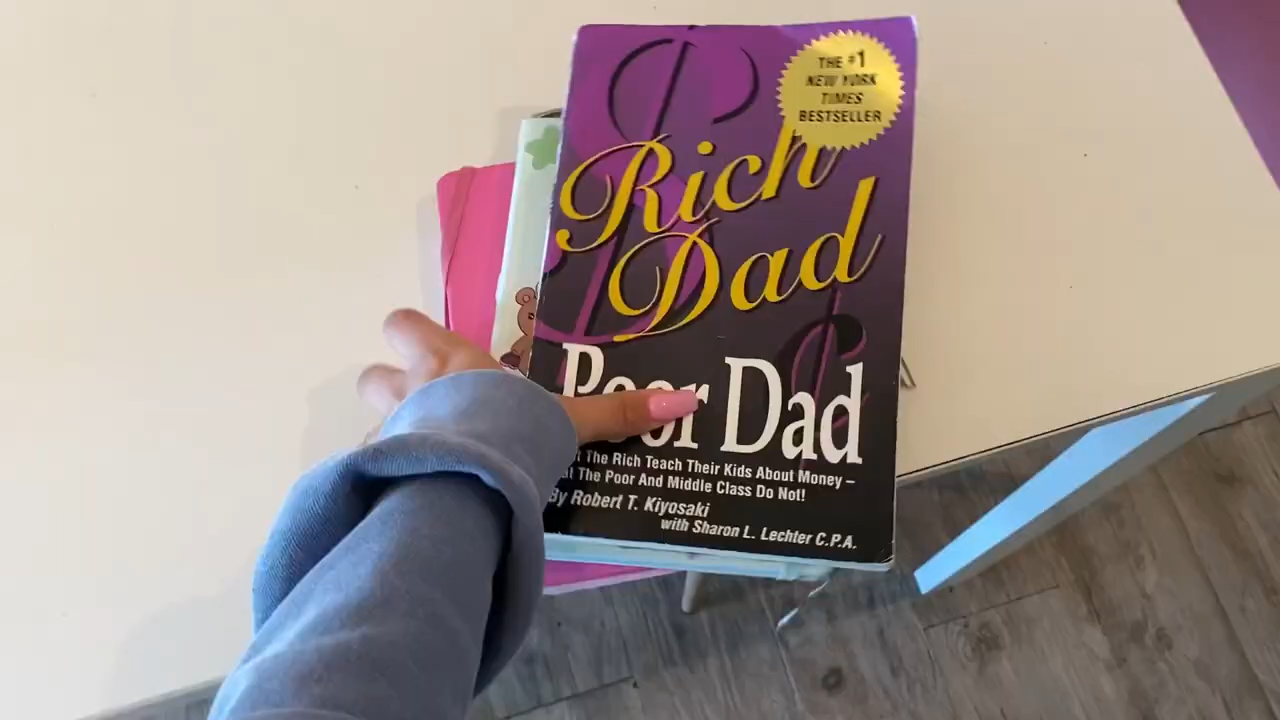 THE #1
NEW YORK
TIMES
BESTSELLER
Rich
Dad
Poor Dad
The Rich Teach Their Kids About Money –
The Poor And Middle Class Do Not!
By Robert T. Kiyosaki
with Sharon L. Lechter C.P.A.